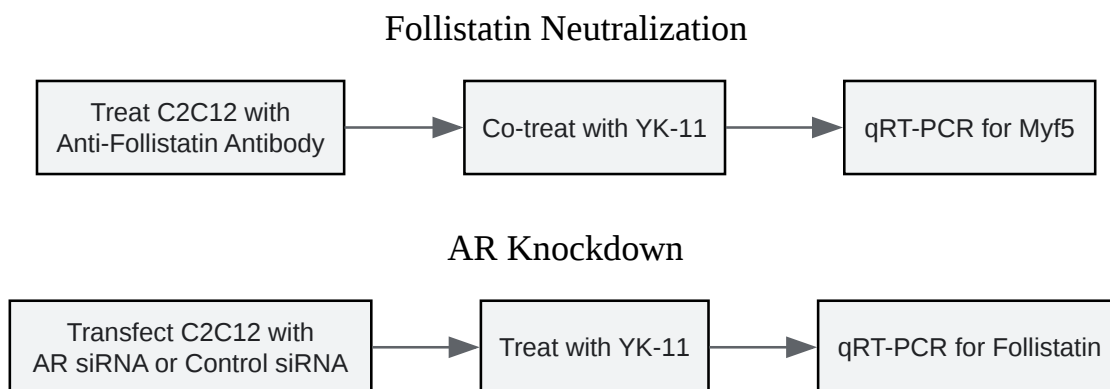 Follistatin Neutralization
Treat C2C12 with
Anti-Follistatin Antibody
Co-treat with YK-11
qRT-PCR for Myf5
AR Knockdown
Transfect C2C12 with
AR siRNA or Control siRNA
Treat with YK-11
qRT-PCR for Follistatin